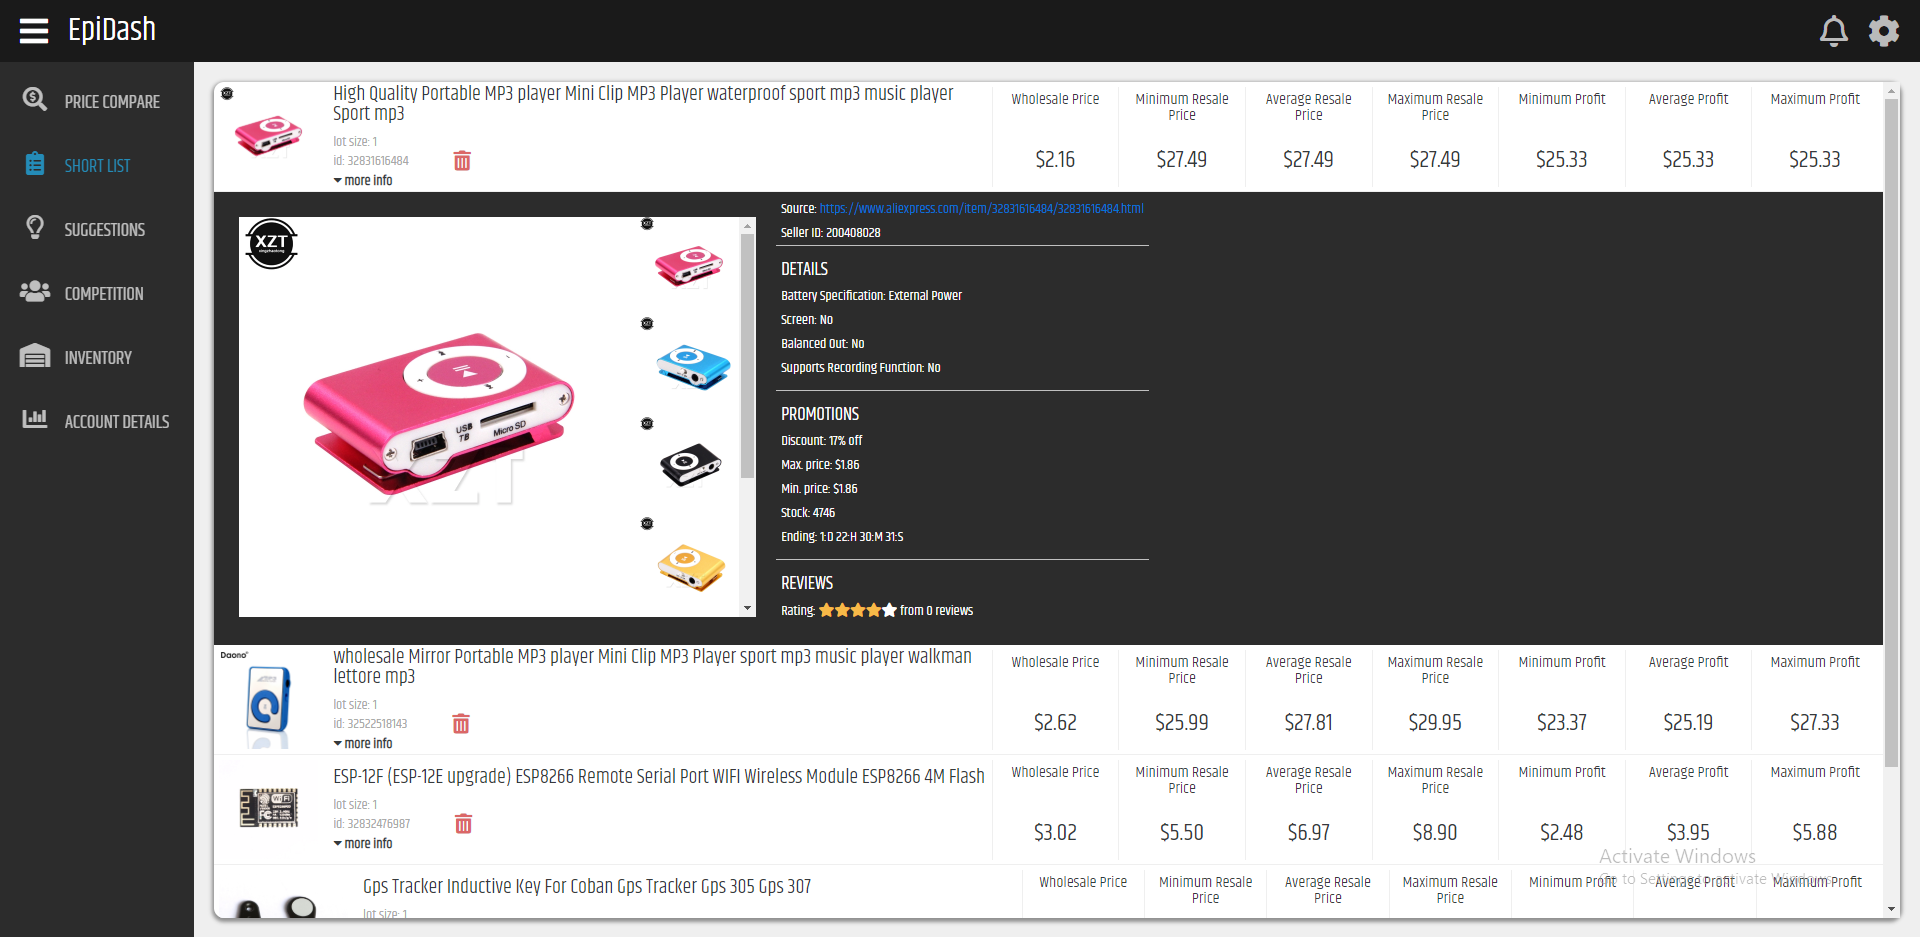 EpiDash
PRICE COMPARE
SHORT LIST
SUGGESTIONS
COMPETITION
INVENTORY
ACCOUNT DETAILS
XZT
High Quality Portable MP3 player Mini Clip MP3 Player waterproof sport mp3 music player
Sport mp3
lot size: 1
id: 32831616484
more info
Wholesale Price
$2.16
Minimum Resale
Price
$27.49
Average Resale
Price
$27.49
Maximum Resale
Price
$27.49
Minimum Profit
$25.33
Average Profit
$25.33
Maximum Profit
$25.33
XZT
USB
TB
Micro SD
XZT
Source: https://www.aliexpress.com/item/32831616484/32831616484.html
Seller ID: 200408028
DETAILS
Battery Specification: External Power
Screen: No
Balanced Out: No
Supports Recording Function: No
PROMOTIONS
Discount: 17% off
Max. price: $1.86
Min. price: $1.86
Stock: 4746
Ending: 1:D 22:H 30:M 31:S
REVIEWS
Rating: from 0 reviews
Daono
wholesale Mirror Portable MP3 player Mini Clip MP3 Player sport mp3 music player walkman
lettore mp3
lot size: 1
id: 32522518143
more info
Wholesale Price
$2.62
Minimum Resale
Price
$25.99
Average Resale
Price
$27.81
Maximum Resale
Price
$29.95
Minimum Profit
$23.37
Average Profit
$25.19
Maximum Profit
$27.33
WiFi
FC
ESP-12F (ESP-12E upgrade) ESP8266 Remote Serial Port WIFI Wireless Module ESP8266 4M Flash
lot size: 1
id: 32832476987
more info
Wholesale Price
$3.02
Minimum Resale
Price
$5.50
Average Resale
Price
$6.97
Maximum Resale
Price
$8.90
Minimum Profit
$2.48
Average Profit
$3.95
Maximum Profit
$5.88
Gps Tracker Inductive Key For Coban Gps Tracker Gps 305 Gps 307
lot size: 1
Wholesale Price
Minimum Resale
Price
Average Resale
Price
Maximum Resale
Price
Minimum Profit
Average Profit
Maximum Profit
Activate Windows
Go to Settings to activate Windows.